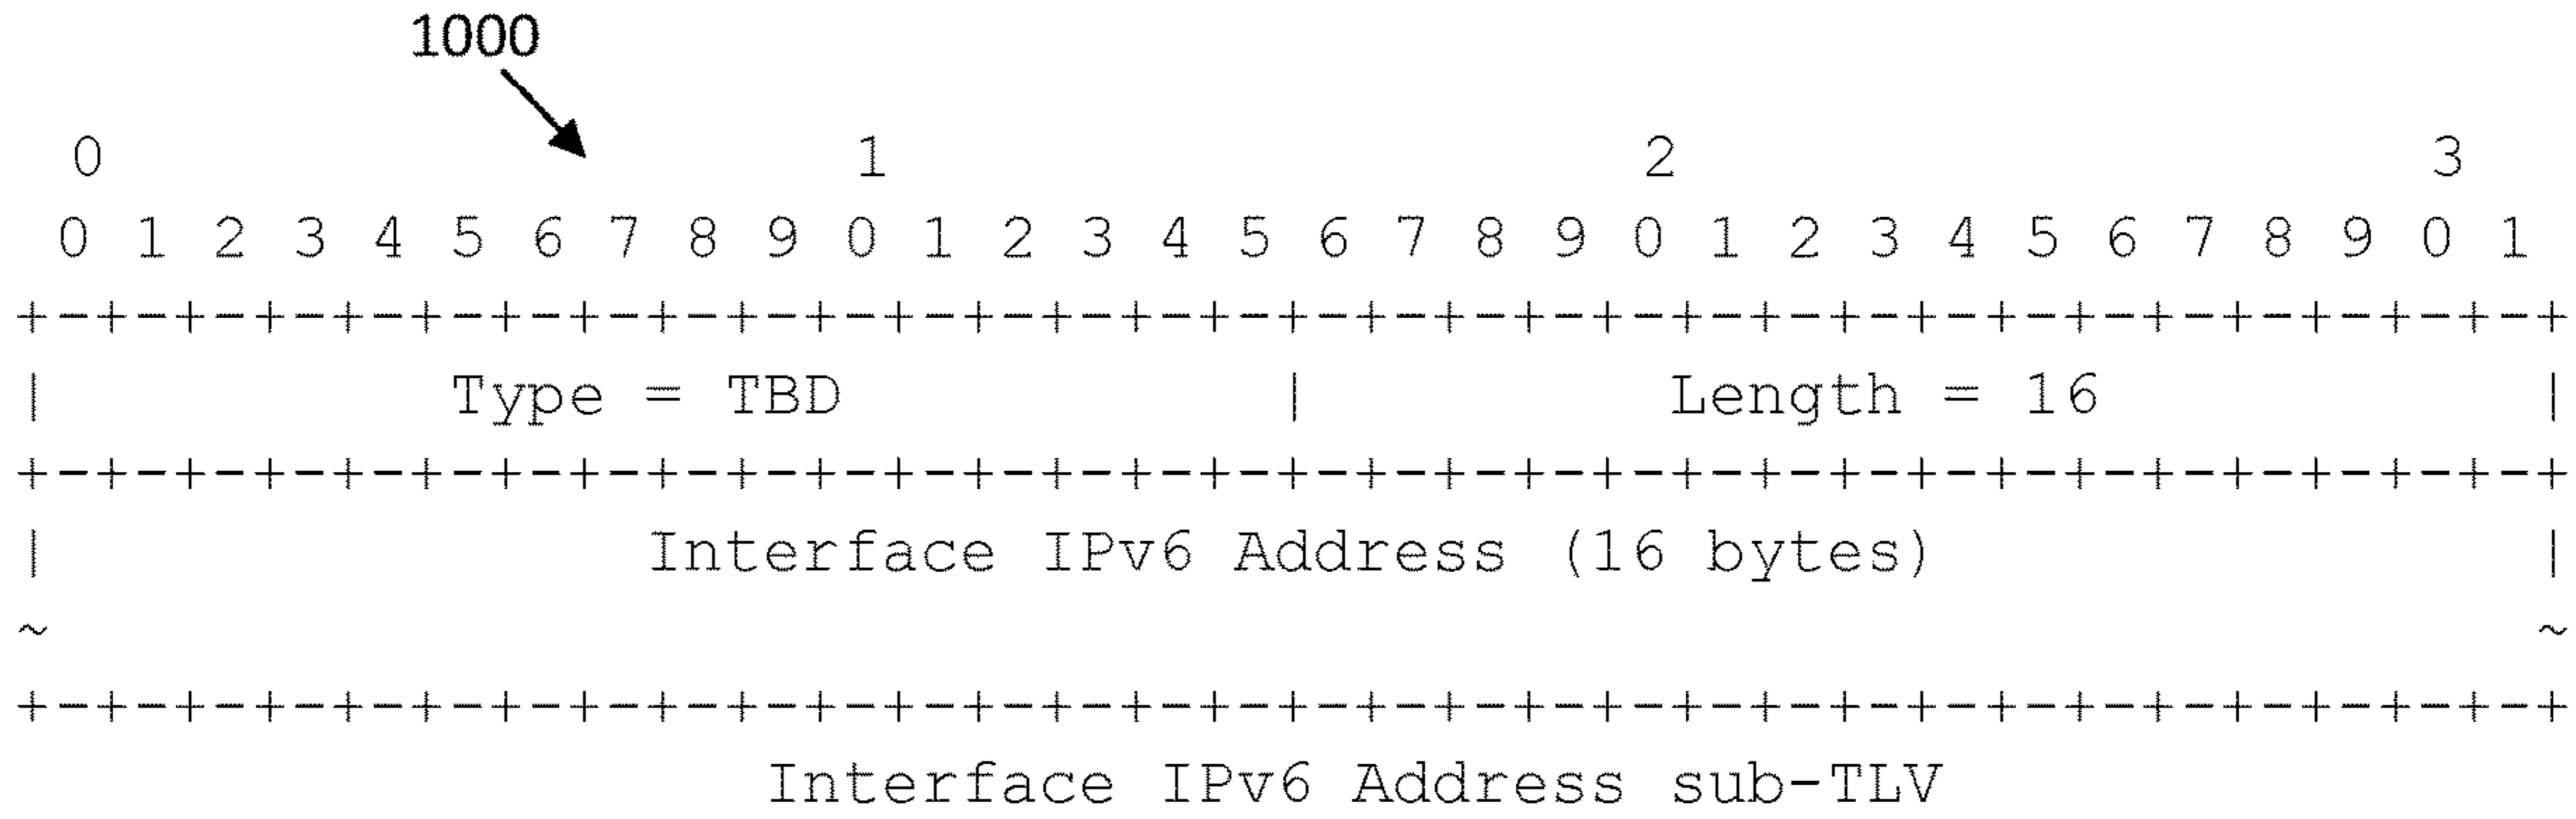 1000
0 1 2 3
0 1 2 3 4 5 6 7 8 9 0 1 2 3 4 5 6 7 8 9 0 1 2 3 4 5 6 7 8 9 0 1
+-+-+-+-+-+-+-+-+-+-+-+-+-+-+-+-+-+-+-+-+-+-+-+-+-+-+-+-+-+-+-+-+
| Type = TBD | Length = 16 |
+-+-+-+-+-+-+-+-+-+-+-+-+-+-+-+-+-+-+-+-+-+-+-+-+-+-+-+-+-+-+-+-+
| Interface IPv6 Address (16 bytes) |
~ ~
+-+-+-+-+-+-+-+-+-+-+-+-+-+-+-+-+-+-+-+-+-+-+-+-+-+-+-+-+-+-+-+-+
Interface IPv6 Address sub-TLV